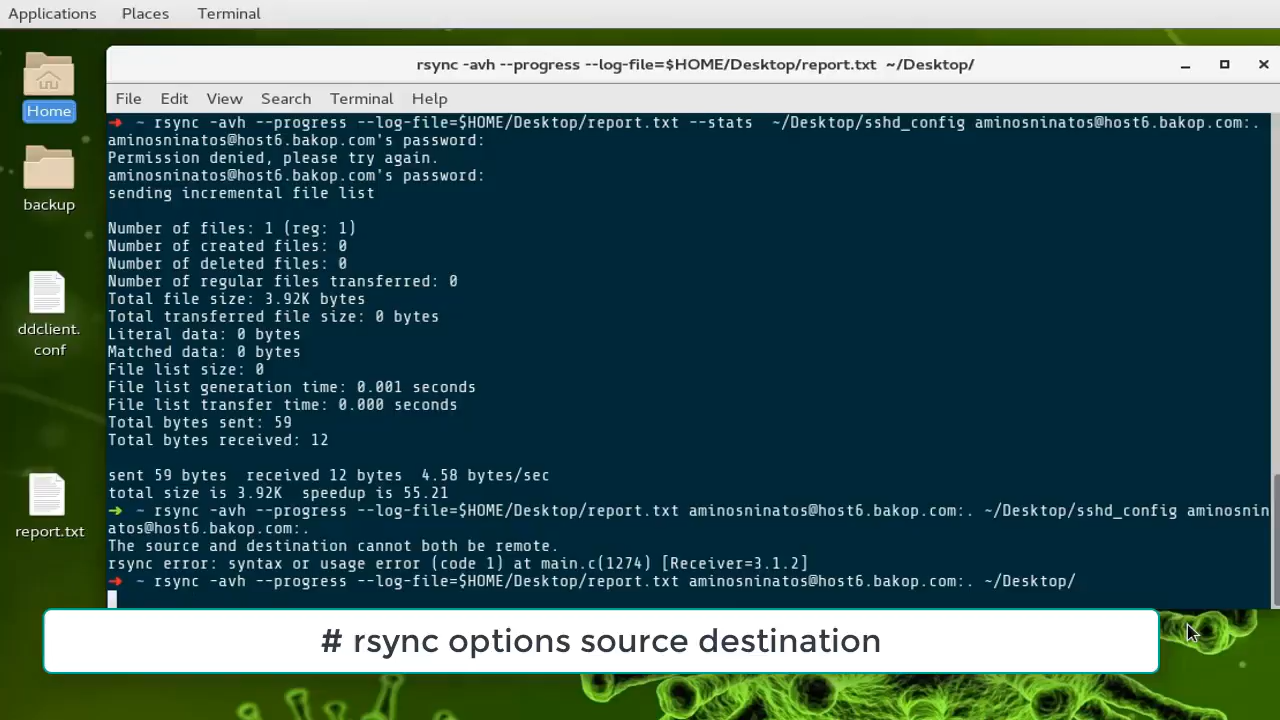 Applications Places Terminal
rsync -avh --progress --log-file=$HOME/Desktop/report.txt ~/Desktop/
Home
File Edit View Search Terminal Help
➜ ~ rsync -avh --progress --log-file=$HOME/Desktop/report.txt --stats ~/Desktop/sshd_config aminosninatos@host6.bakop.com:.
aminosninatos@host6.bakop.com's password:
Permission denied, please try again.
aminosninatos@host6.bakop.com's password:
sending incremental file list
backup
Number of files: 1 (reg: 1)
Number of created files: 0
Number of deleted files: 0
Number of regular files transferred: 0
Total file size: 3.92K bytes
Total transferred file size: 0 bytes
Literal data: 0 bytes
Matched data: 0 bytes
File list size: 0
File list generation time: 0.001 seconds
File list transfer time: 0.000 seconds
Total bytes sent: 59
Total bytes received: 12
ddclient.
conf
sent 59 bytes received 12 bytes 4.58 bytes/sec
total size is 3.92K speedup is 55.21
➜ ~ rsync -avh --progress --log-file=$HOME/Desktop/report.txt aminosninatos@host6.bakop.com:. ~/Desktop/sshd_config aminosnin
atos@host6.bakop.com:.
The source and destination cannot both be remote.
rsync error: syntax or usage error (code 1) at main.c(1274) [Receiver=3.1.2]
➜ ~ rsync -avh --progress --log-file=$HOME/Desktop/report.txt aminosninatos@host6.bakop.com:. ~/Desktop/
report.txt
# rsync options source destination